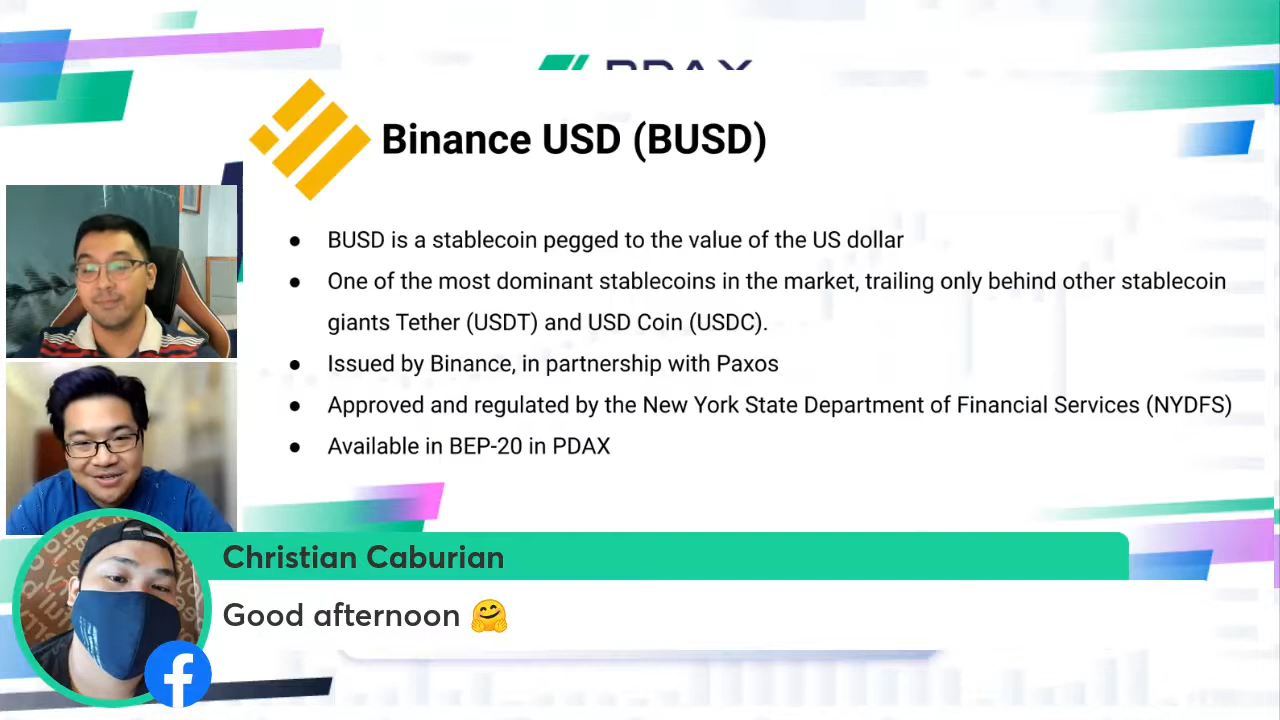 PDAX
Binance USD (BUSD)
● BUSD is a stablecoin pegged to the value of the US dollar
● One of the most dominant stablecoins in the market, trailing only behind other stablecoin
giants Tether (USDT) and USD Coin (USDC).
● Issued by Binance, in partnership with Paxos
● Approved and regulated by the New York State Department of Financial Services (NYDFS)
● Available in BEP-20 in PDAX
Christian Caburian
Good afternoon 🤗